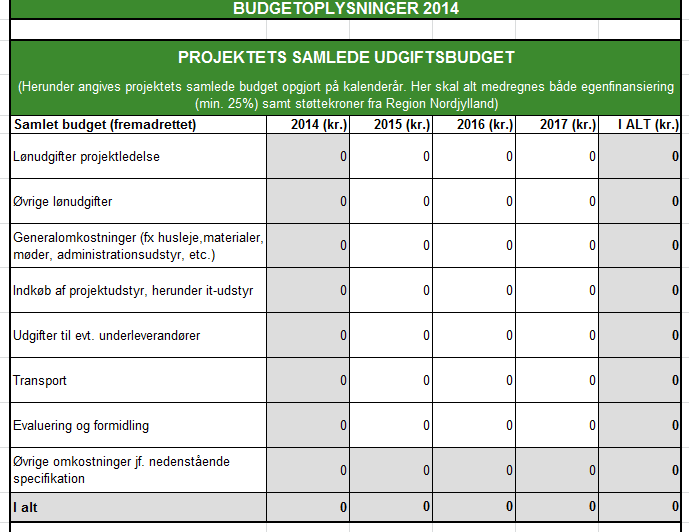 BUDGETOPLYSNINGER 2014
PROJEKTETS SAMLEDE UDGIFTSBUDGET
(Herunder angives projektets samlede budget opgjort på kalenderår. Her skal alt medregnes både egenfinansiering
(min. 25%) samt støttekroner fra Region Nordjylland)
Samlet budget (fremadrettet) 2014 (kr.) 2015 (kr.) 2016 (kr.) 2017 (kr.) I ALT (kr.)
Lønudgifter projektledelse 0 0 0 0 0
Øvrige lønudgifter 0 0 0 0 0
Generalomkostninger (fx husleje,materialer,
møder, administrationsudstyr, etc.) 0 0 0 0 0
Indkøb af projektudstyr, herunder it-udstyr 0 0 0 0 0
Udgifter til evt. underleverandører 0 0 0 0 0
Transport 0 0 0 0 0
Evaluering og formidling 0 0 0 0 0
Øvrige omkostninger jf. nedenstående
specifikation 0 0 0 0 0
I alt 0 0 0 0 0